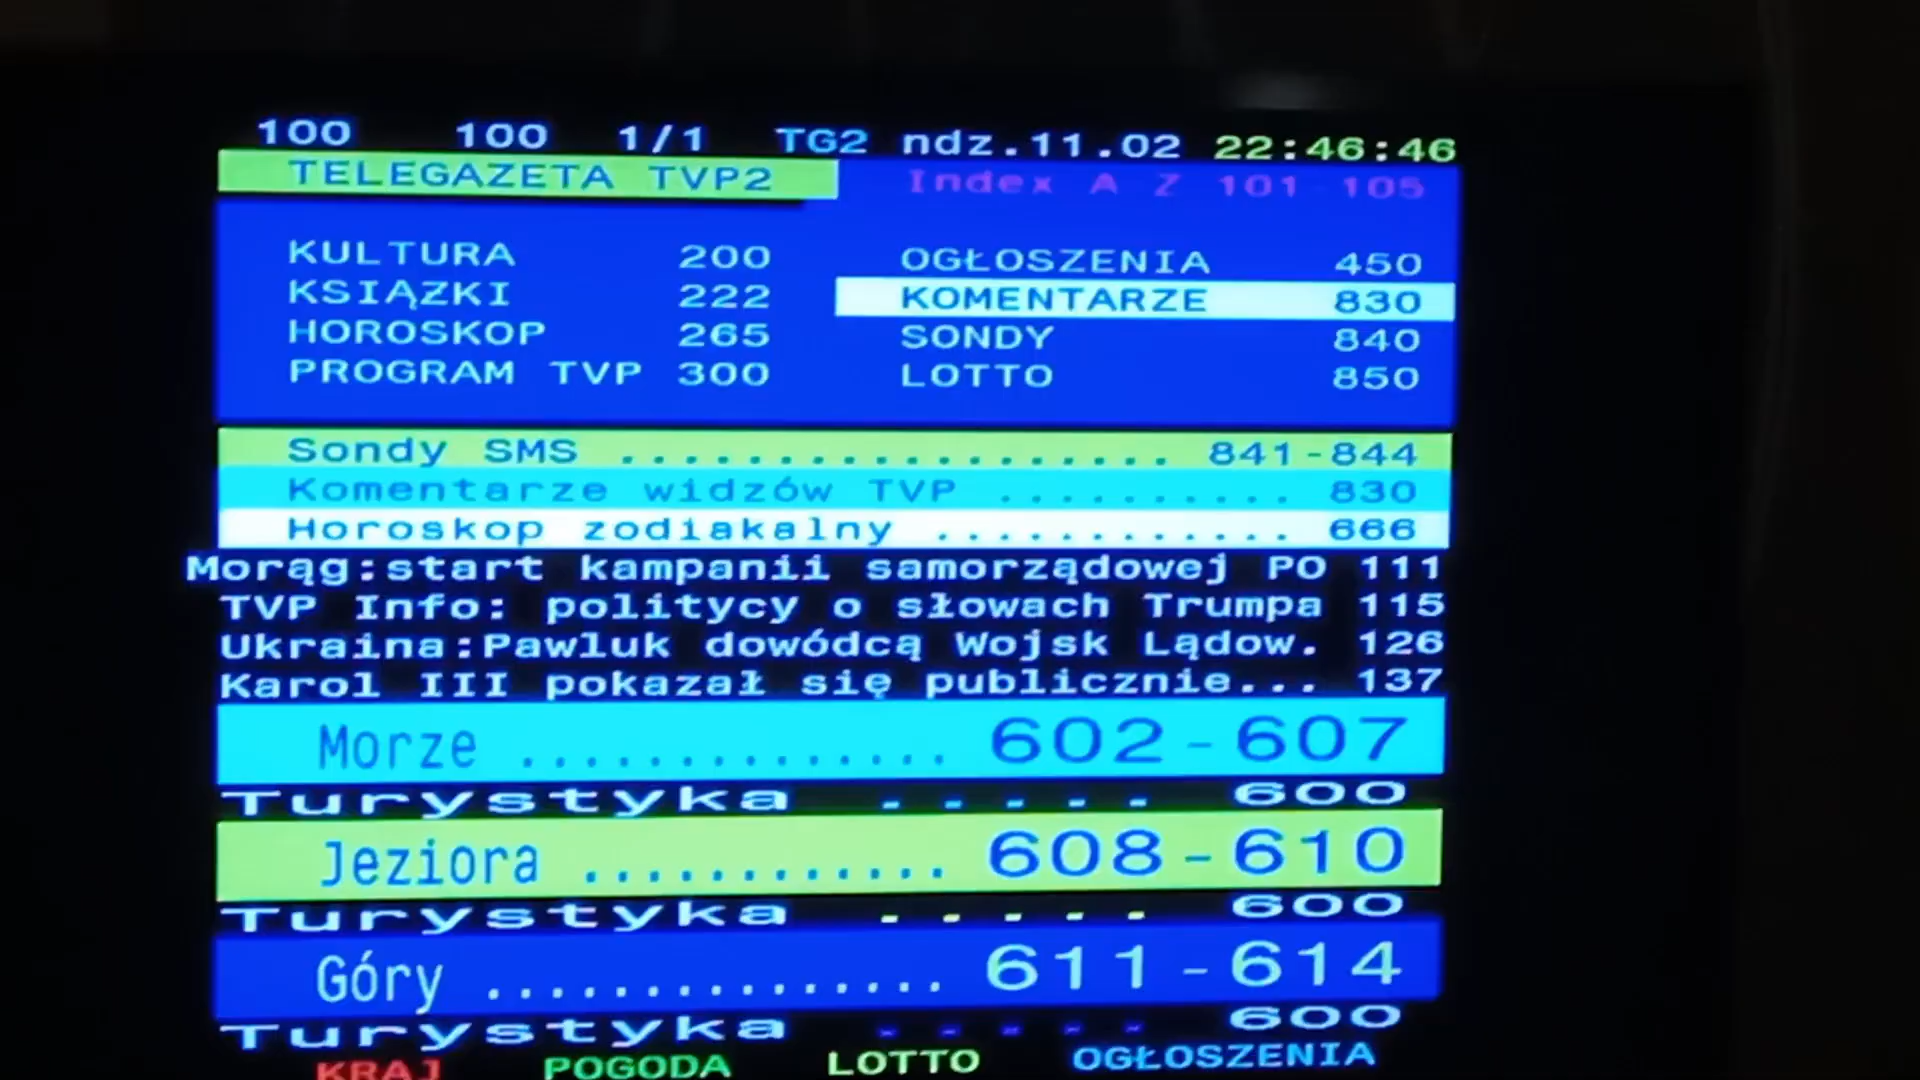 100 100 1/1 TG2 ndz.11.02 22:46:46
TELEGAZETA TVP2 Index A Z 101 105
KULTURA 200 OGŁOSZENIA 450
KSIĄZKI 222 KOMENTARZE 830
HOROSKOP 265 SONDY 840
PROGRAM TVP 300 LOTTO 850
Sondy SMS .................. 841-844
Komentarze widzów TVP .......... 830
Horoskop zodiakalny ............ 666
Morąg:start kampanii samorządowej PO 111
TVP Info: politycy o słowach Trumpa 115
Ukraina:Pawluk dowódcą Wojsk Lądow. 126
Karol III pokazał się publicznie... 137
Morze .............. 602-607
Turystyka ..... 600
Jeziora ............ 608-610
Turystyka ..... 600
Góry ............... 611-614
Turystyka ..... 600
KRAJ POGODA LOTTO OGŁOSZENIA